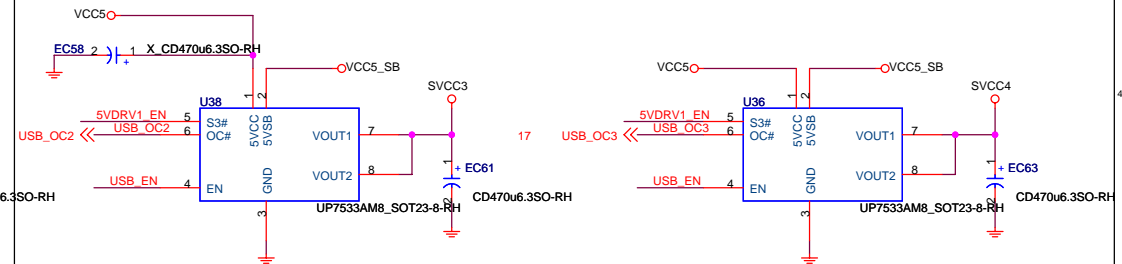 VCC5
EC58 2 1 X_CD470u6.3SO-RH
+
VCC5_SB
SVCC3
U38
1
2
5VDRV1_EN 5 S3#
USB_OC2 USB_OC2 6 OC#
5VCC
5VSB
VOUT1 7
VOUT2 8
USB_EN 4 EN
GND
3
UP7533AM8_SOT23-8-RH
1
+ EC61
2
CD470u6.3SO-RH
6.3SO-RH
17
VCC5
VCC5_SB
SVCC4
U36
1
2
5VDRV1_EN 5 S3#
USB_OC3 USB_OC3 6 OC#
5VCC
5VSB
VOUT1 7
VOUT2 8
USB_EN 4 EN
GND
3
UP7533AM8_SOT23-8-RH
1
+ EC63
2
CD470u6.3SO-RH
4